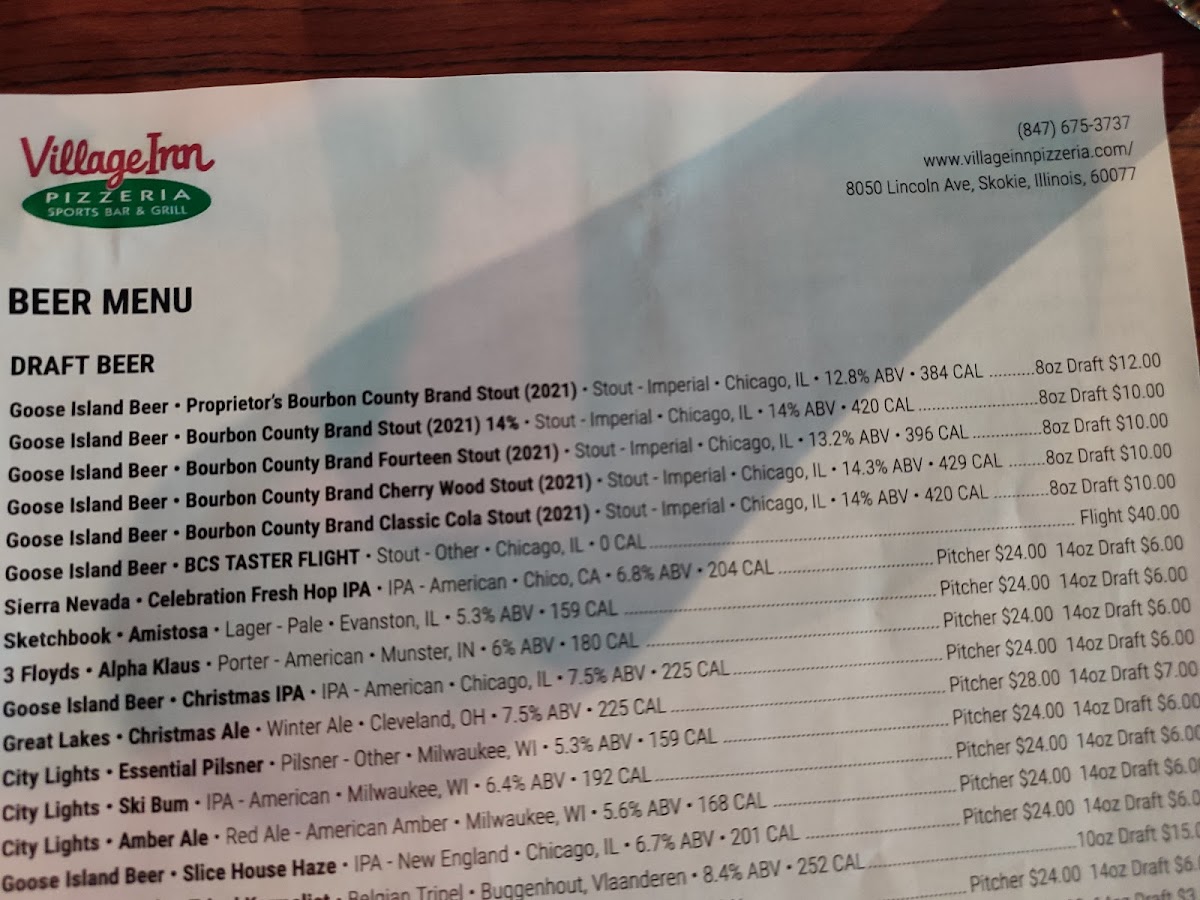 Village Inn
PIZZERIA
SPORTS BAR & GRILL
(847) 675-3737
www.villageinnpizzeria.com/
8050 Lincoln Ave, Skokie, Illinois, 60077
BEER MENU
DRAFT BEER
Goose Island Beer • Proprietor's Bourbon County Brand Stout (2021) • Stout - Imperial • Chicago, IL • 12.8% ABV • 384 CAL ..........8oz Draft $12.00
Goose Island Beer • Bourbon County Brand Stout (2021) 14% • Stout - Imperial • Chicago, IL • 14% ABV • 420 CAL ..........8oz Draft $10.00
Goose Island Beer • Bourbon County Brand Fourteen Stout (2021) • Stout - Imperial • Chicago, IL • 13.2% ABV • 396 CAL ..........8oz Draft $10.00
Goose Island Beer • Bourbon County Brand Cherry Wood Stout (2021) • Stout - Imperial • Chicago, IL • 14.3% ABV • 429 CAL ........8oz Draft $10.00
Goose Island Beer • Bourbon County Brand Classic Cola Stout (2021) • Stout - Imperial • Chicago, IL • 14% ABV • 420 CAL ..........8oz Draft $10.00
Goose Island Beer • BCS TASTER FLIGHT • Stout - Other • Chicago, IL • 0 CAL .......... Flight $40.00
Sierra Nevada • Celebration Fresh Hop IPA • IPA - American • Chico, CA • 6.8% ABV • 204 CAL .......... Pitcher $24.00 14oz Draft $6.00
Sketchbook • Amistosa • Lager - Pale • Evanston, IL • 5.3% ABV • 159 CAL .......... Pitcher $24.00 14oz Draft $6.00
3 Floyds • Alpha Klaus • Porter - American • Munster, IN • 6% ABV • 180 CAL .......... Pitcher $24.00 14oz Draft $6.00
Goose Island Beer • Christmas IPA • IPA - American • Chicago, IL • 7.5% ABV • 225 CAL .......... Pitcher $24.00 14oz Draft $6.00
Great Lakes • Christmas Ale • Winter Ale • Cleveland, OH • 7.5% ABV • 225 CAL .......... Pitcher $28.00 14oz Draft $7.00
City Lights • Essential Pilsner • Pilsner - Other • Milwaukee, WI • 5.3% ABV • 159 CAL .......... Pitcher $24.00 14oz Draft $6.00
City Lights • Ski Bum • IPA - American • Milwaukee, WI • 6.4% ABV • 192 CAL .......... Pitcher $24.00 14oz Draft $6.00
City Lights • Amber Ale • Red Ale - American Amber • Milwaukee, WI • 5.6% ABV • 168 CAL .......... Pitcher $24.00 14oz Draft $6.0
Goose Island Beer • Slice House Haze • IPA - New England • Chicago, IL • 6.7% ABV • 201 CAL .......... Pitcher $24.00 14oz Draft $6.0
Belgian Tripel • Buggenhout, Vlaanderen • 8.4% ABV • 252 CAL ..........10oz Draft $15.0
Pitcher $24.00 14oz Draft $6.
Draft $3